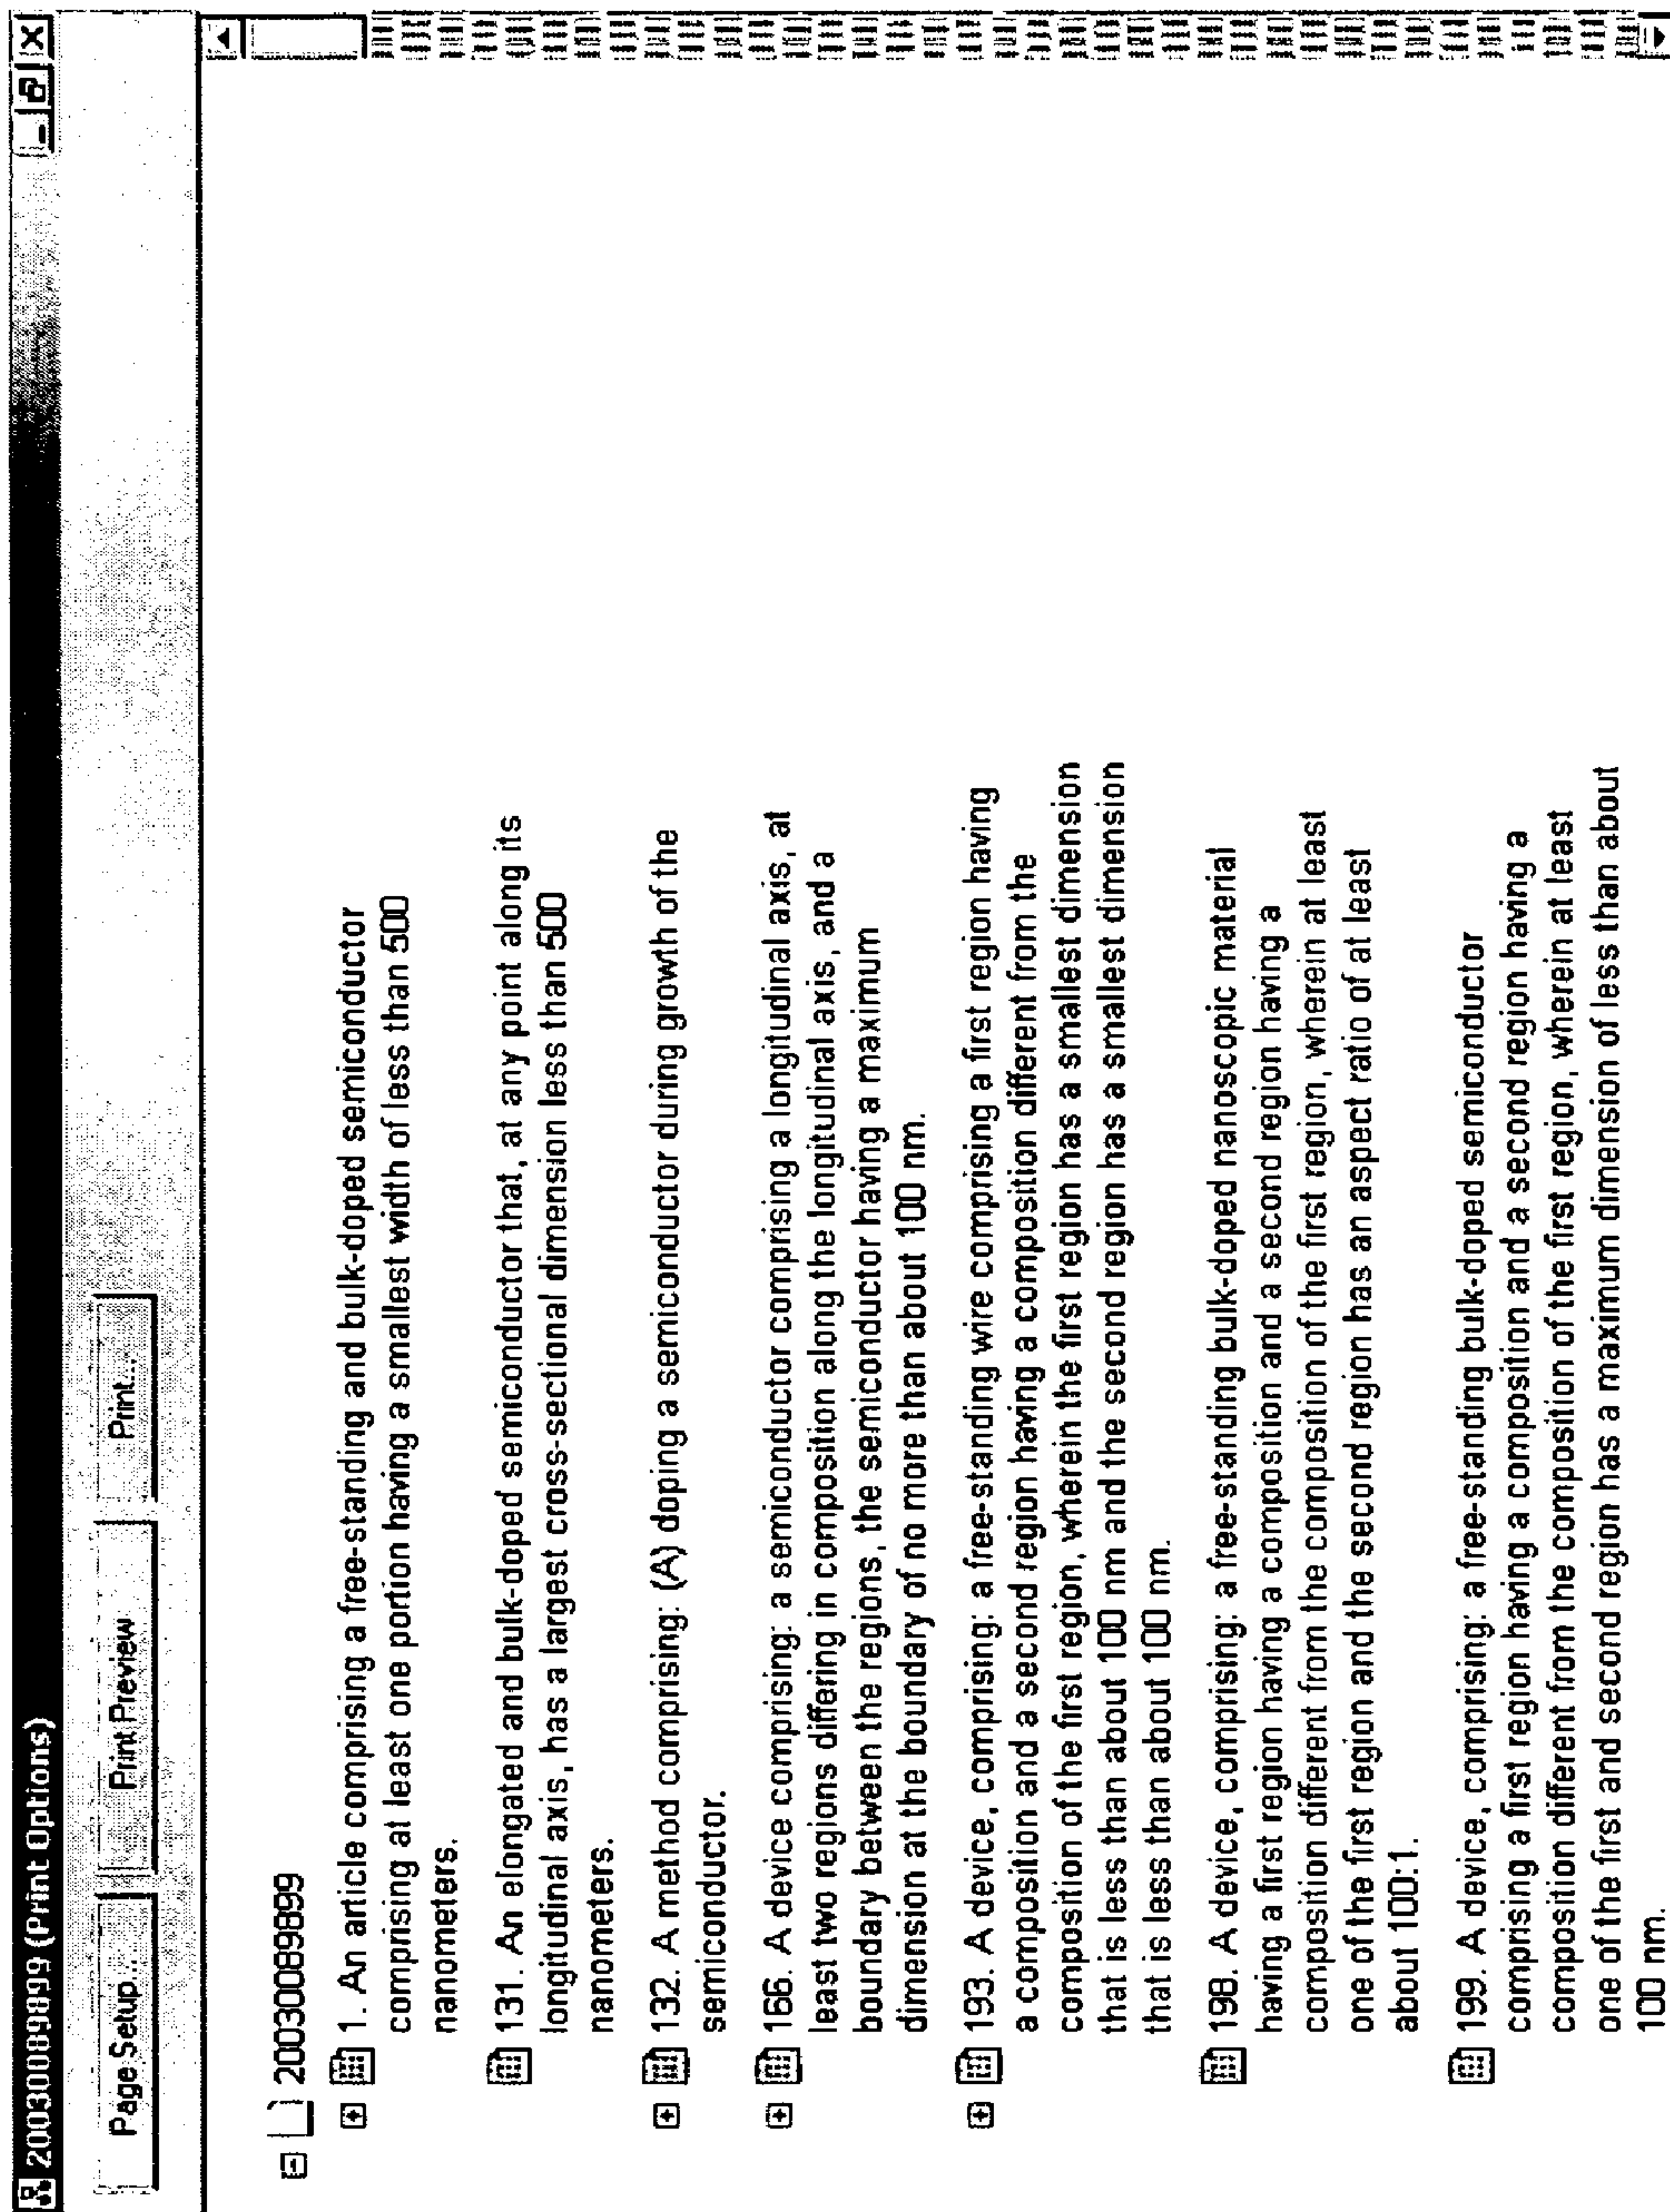 20030089899 (Print Options)
Page Setup... Print Preview Print...
20030089899
1. An article comprising a free-standing and bulk-doped semiconductor
comprising at least one portion having a smallest width of less than 500
nanometers.
131. An elongated and bulk-doped semiconductor that, at any point along its
longitudinal axis, has a largest cross-sectional dimension less than 500
nanometers.
132. A method comprising: (A) doping a semiconductor during growth of the
semiconductor.
166. A device comprising: a semiconductor comprising a longitudinal axis, at
least two regions differing in composition along the longitudinal axis, and a
boundary between the regions, the semiconductor having a maximum
dimension at the boundary of no more than about 100 nm.
193. A device, comprising: a free-standing wire comprising a first region having
a composition and a second region having a composition different from the
composition of the first region, wherein the first region has a smallest dimension
that is less than about 100 nm and the second region has a smallest dimension
that is less than about 100 nm.
198. A device, comprising: a free-standing bulk-doped nanoscopic material
having a first region having a composition and a second region having a
composition different from the composition of the first region, wherein at least
one of the first region and the second region has an aspect ratio of at least
about 100:1.
199. A device, comprising: a free-standing bulk-doped semiconductor
comprising a first region having a composition and a second region having a
composition different from the composition of the first region, wherein at least
one of the first and second region has a maximum dimension of less than about
100 nm.